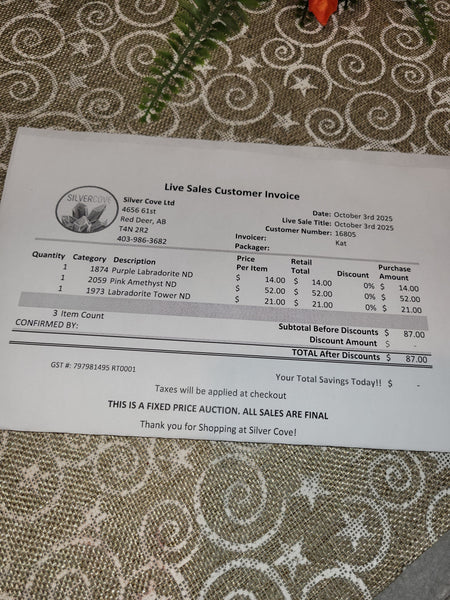 Live Sales Customer Invoice
SILVERCOVE
Silver Cove Ltd
4656 61st
Red Deer, AB
T4N 2R2
403-986-3682
Date: October 3rd 2025
Live Sale Title: October 3rd 2025
Customer Number: 16805
Invoicer: Kat
Packager:
Quantity Category Description Price Per Item Retail Total Discount Purchase Amount
1 1874 Purple Labradorite ND $ 14.00 $ 14.00 0% $ 14.00
1 2059 Pink Amethyst ND $ 52.00 $ 52.00 0% $ 52.00
1 1973 Labradorite Tower ND $ 21.00 $ 21.00 0% $ 21.00
3 Item Count
Subtotal Before Discounts $ 87.00
CONFIRMED BY:
Discount Amount $ -
TOTAL After Discounts $ 87.00
GST #: 797981495 RT0001
Your Total Savings Today!! $ -
Taxes will be applied at checkout
THIS IS A FIXED PRICE AUCTION. ALL SALES ARE FINAL
Thank you for Shopping at Silver Cove!